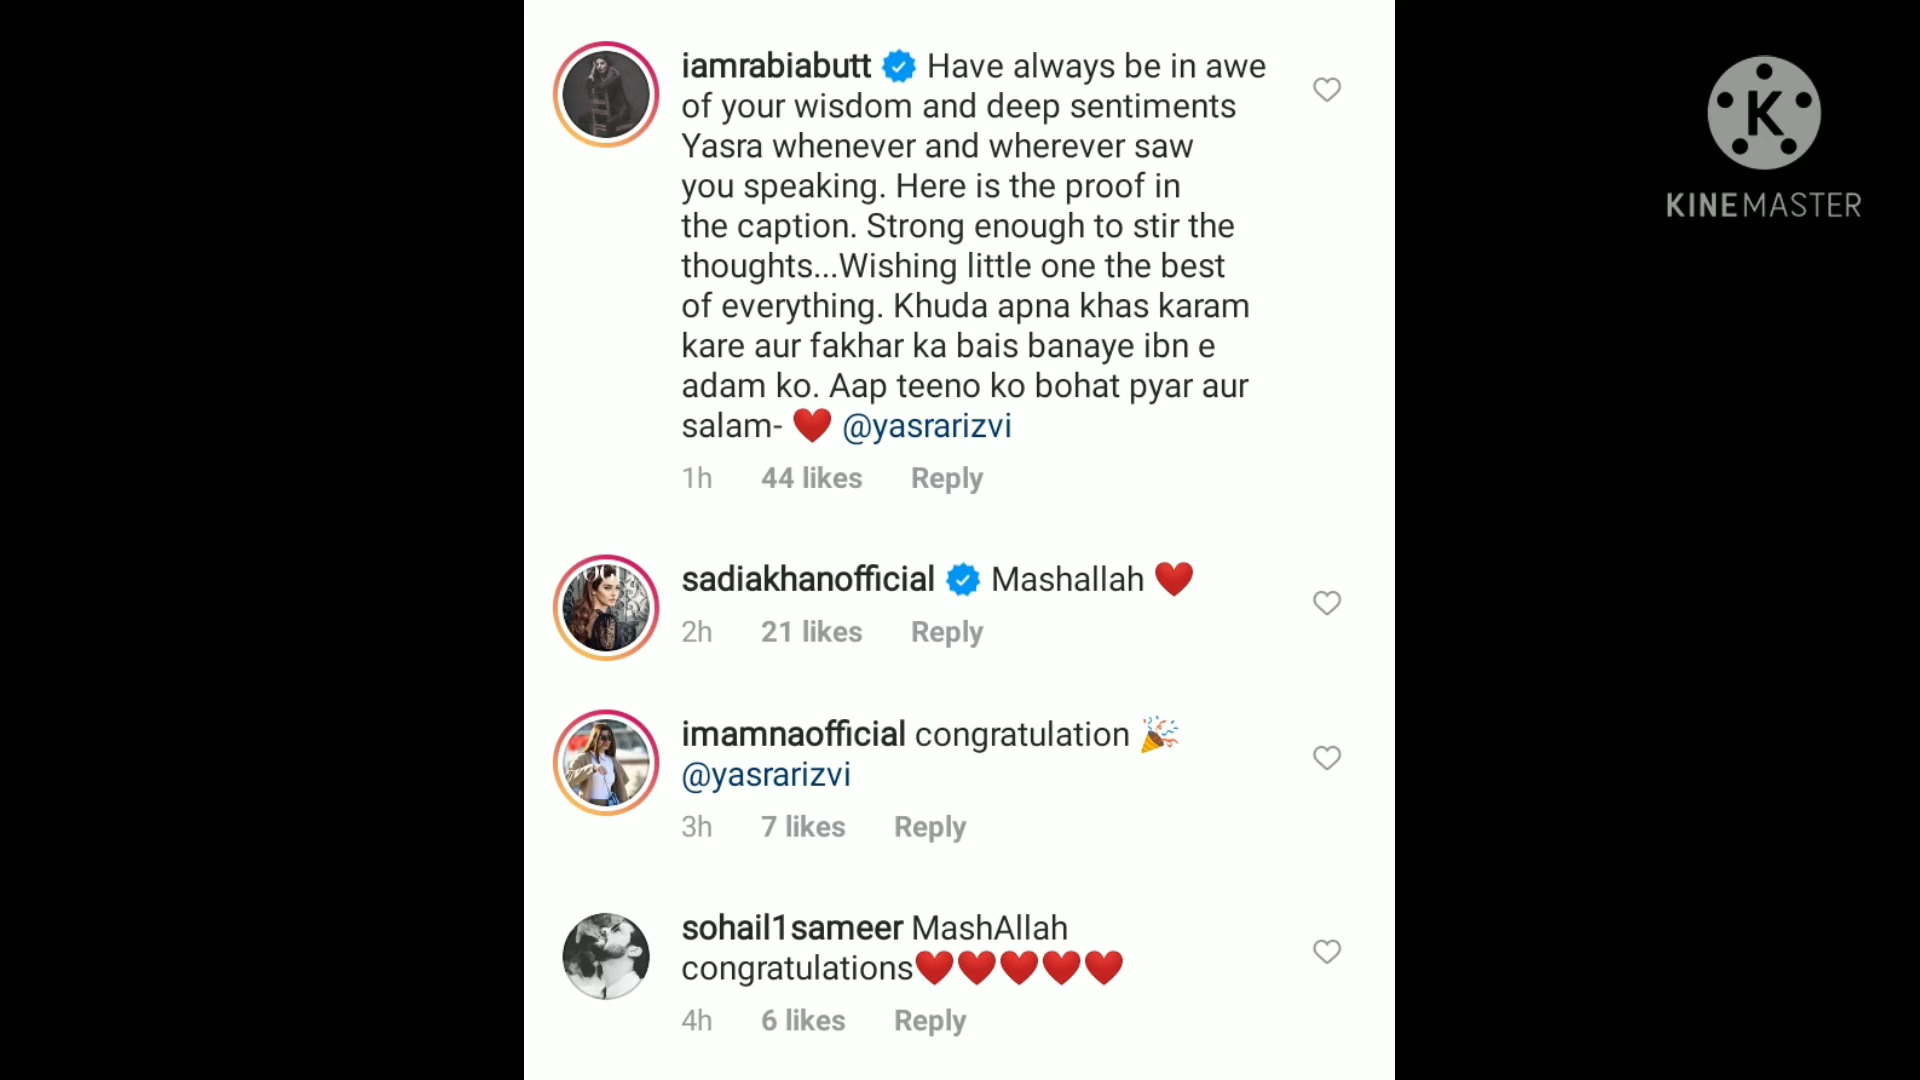 iamrabiabutt Have always be in awe
of your wisdom and deep sentiments
Yasra whenever and wherever saw
you speaking. Here is the proof in
the caption. Strong enough to stir the
thoughts...Wishing little one the best
of everything. Khuda apna khas karam
kare aur fakhar ka bais banaye ibn e
adam ko. Aap teeno ko bohat pyar aur
salam- ❤️ @yasrarizvi
1h 44 likes Reply
sadiakhanofficial Mashallah ❤️
2h 21 likes Reply
imamnaofficial congratulation 🎉
@yasrarizvi
3h 7 likes Reply
sohail1sameer MashAllah
congratulations❤️❤️❤️❤️❤️
4h 6 likes Reply
K
KINEMASTER